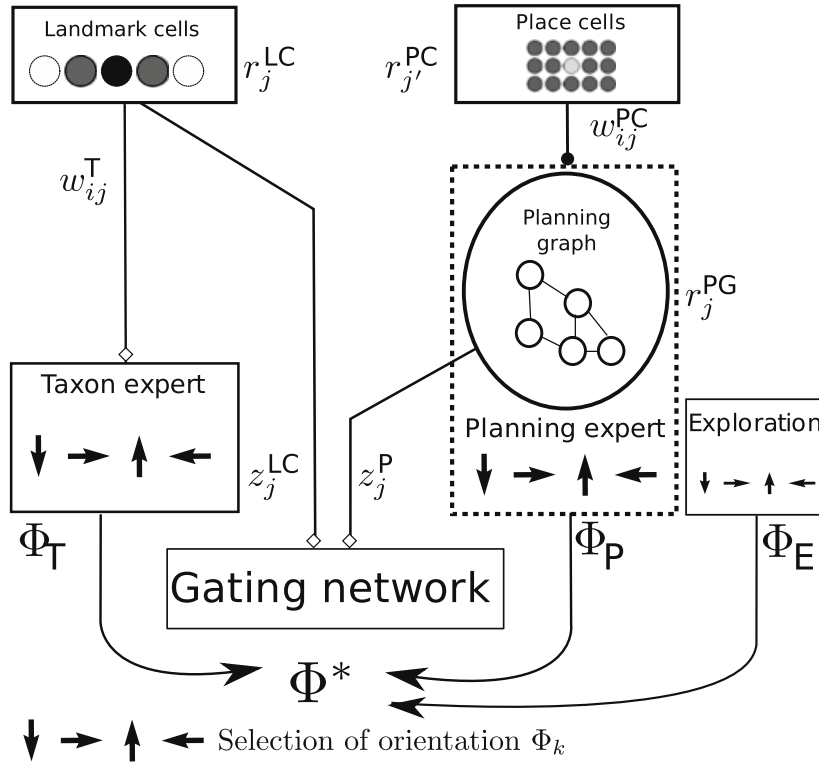 Landmark cells
r_j^LC
r_j'^PC
Place cells
w_ij^PC
w_ij^T
Planning
graph
r_j^PG
Taxon expert
Planning expert
Exploration
z_j^LC
z_j^P
Φ_T
Φ_P
Φ_E
Gating network
Φ*
Selection of orientation Φ_k